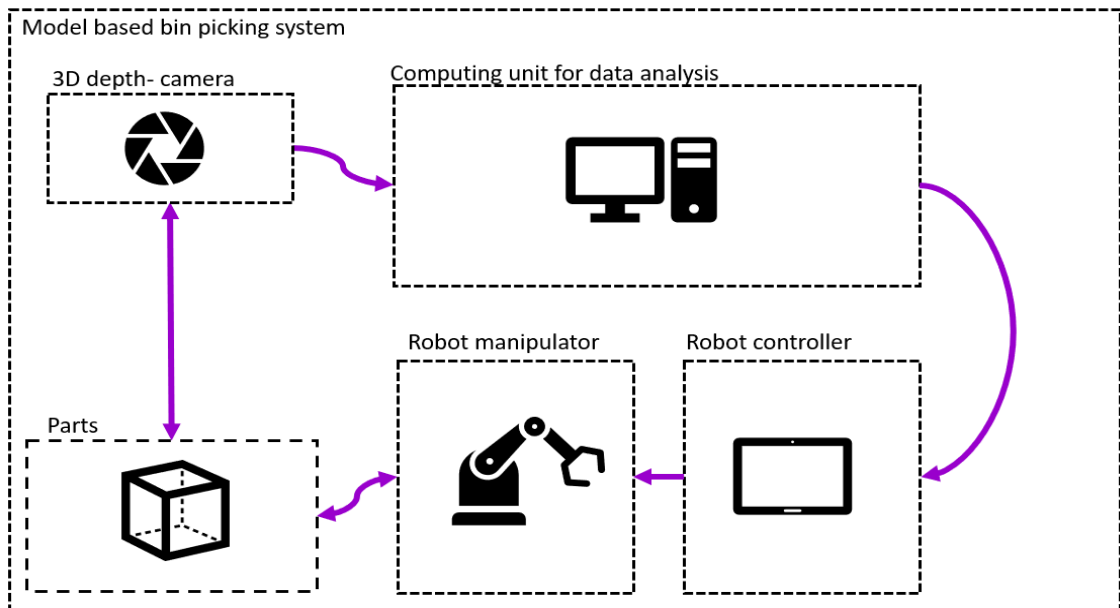 Model based bin picking system
3D depth- camera
Computing unit for data analysis
Robot manipulator
Robot controller
Parts